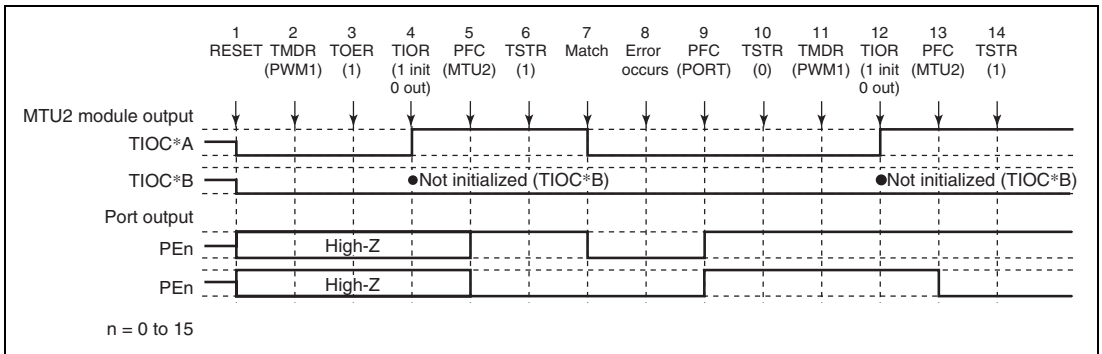 1 2 3 4 5 6 7 8 9 10 11 12 13 14
RESET TMDR TOER TIOR PFC TSTR Match Error PFC TSTR TMDR TIOR PFC TSTR
(PWM1) (1) (1 init (MTU2) (1) occurs (PORT) (0) (PWM1) (1 init (MTU2) (1)
0 out) 0 out)
MTU2 module output
TIOC*A
TIOC*B ●Not initialized (TIOC*B) ●Not initialized (TIOC*B)
Port output
PEn High-Z
PEn High-Z
n = 0 to 15